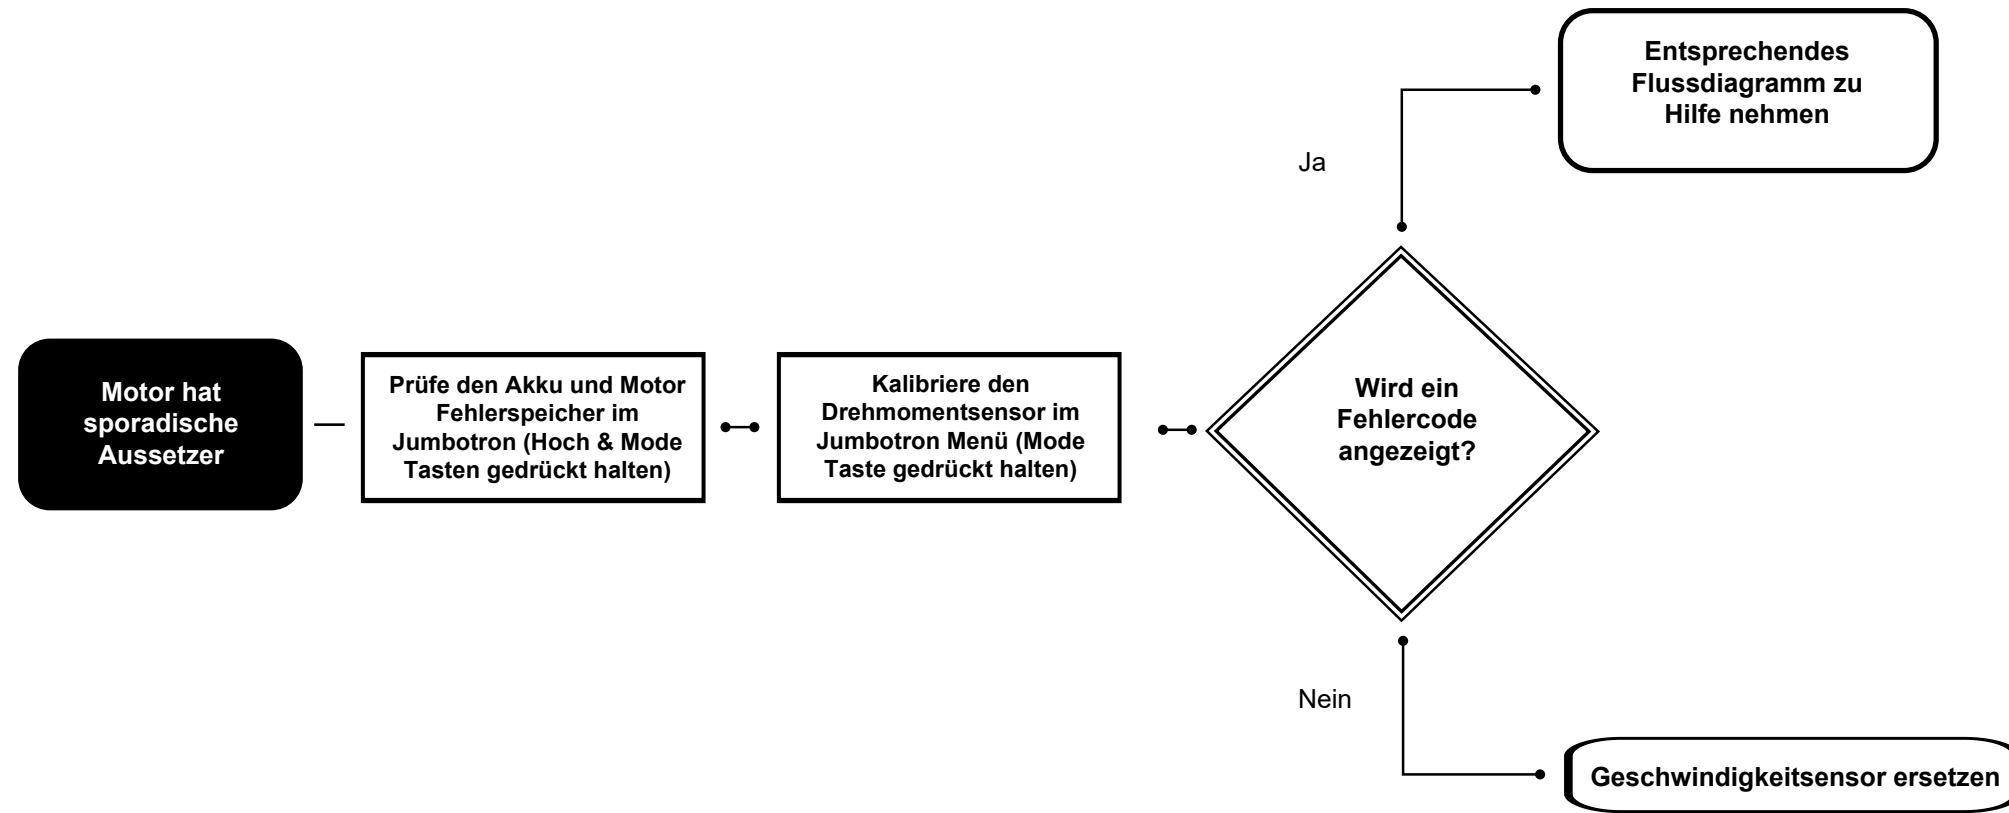 Motor hat
sporadische
Aussetzer
Prüfe den Akku und Motor
Fehlerspeicher im
Jumbotron (Hoch & Mode
Tasten gedrückt halten)
Kalibriere den
Drehmomentsensor im
Jumbotron Menü (Mode
Taste gedrückt halten)
Wird ein
Fehlercode
angezeigt?
Ja
Entsprechendes
Flussdiagramm zu
Hilfe nehmen
Nein
Geschwindigkeitsensor ersetzen